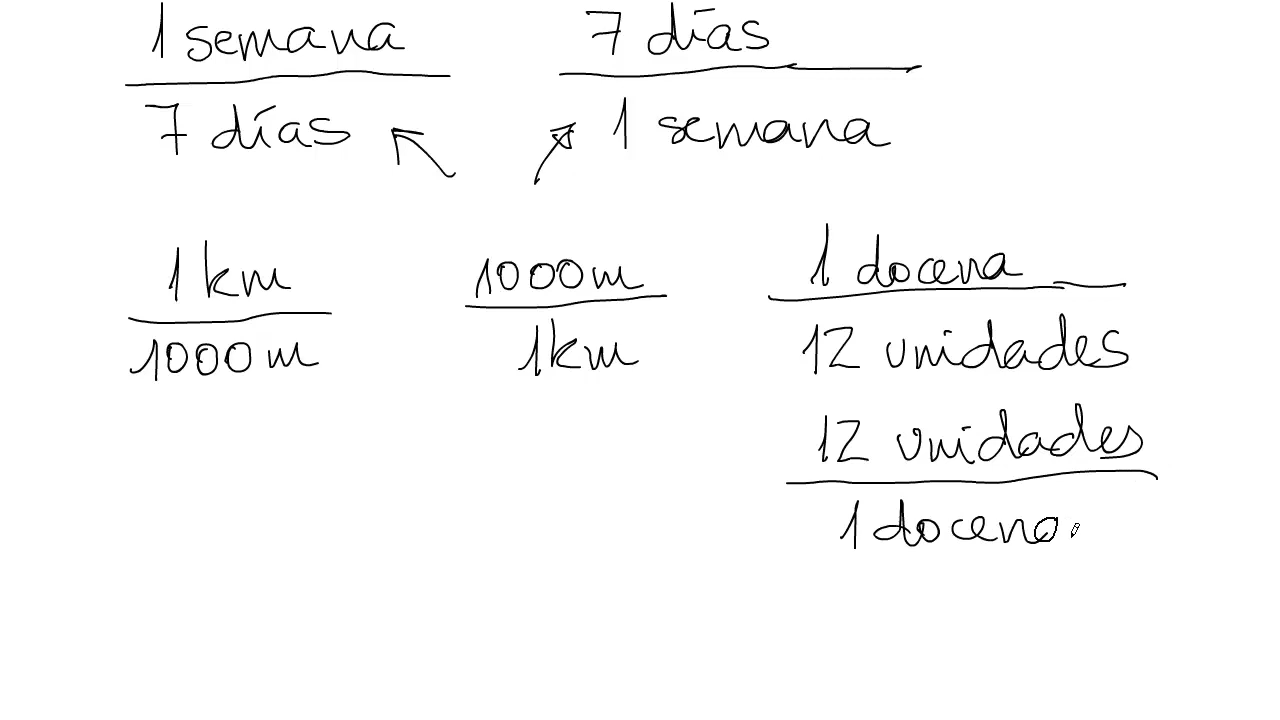 1 semana
7 días
7 días
1 semana
1 km
1000 m
1000 m
1 km
1 docena
12 unidades
12 unidades
1 docena